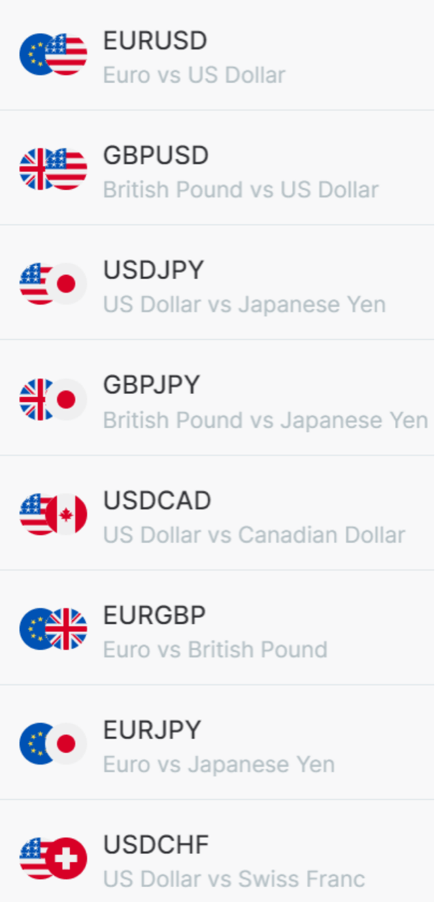 EURUSD
Euro vs US Dollar
GBPUSD
British Pound vs US Dollar
USDJPY
US Dollar vs Japanese Yen
GBPJPY
British Pound vs Japanese Yen
USDCAD
US Dollar vs Canadian Dollar
EURGBP
Euro vs British Pound
EURJPY
Euro vs Japanese Yen
USDCHF
US Dollar vs Swiss Franc